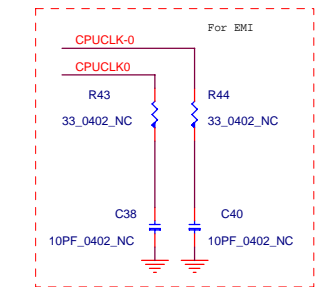 For EMI
CPUCLK-0
CPUCLK0
R43 R44
33_0402_NC 33_0402_NC
C38 C40
10PF_0402_NC 10PF_0402_NC